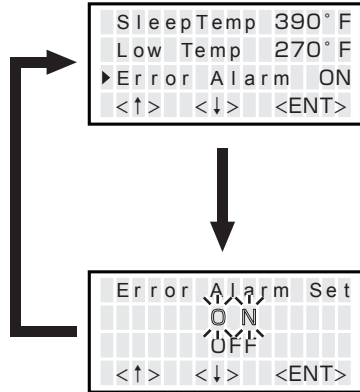 SleepTemp 390°F
Low Temp 270°F
▶Error Alarm ON
<↑> <↓> <ENT>
Error Alarm Set
ON
OFF
<↑> <↓> <ENT>